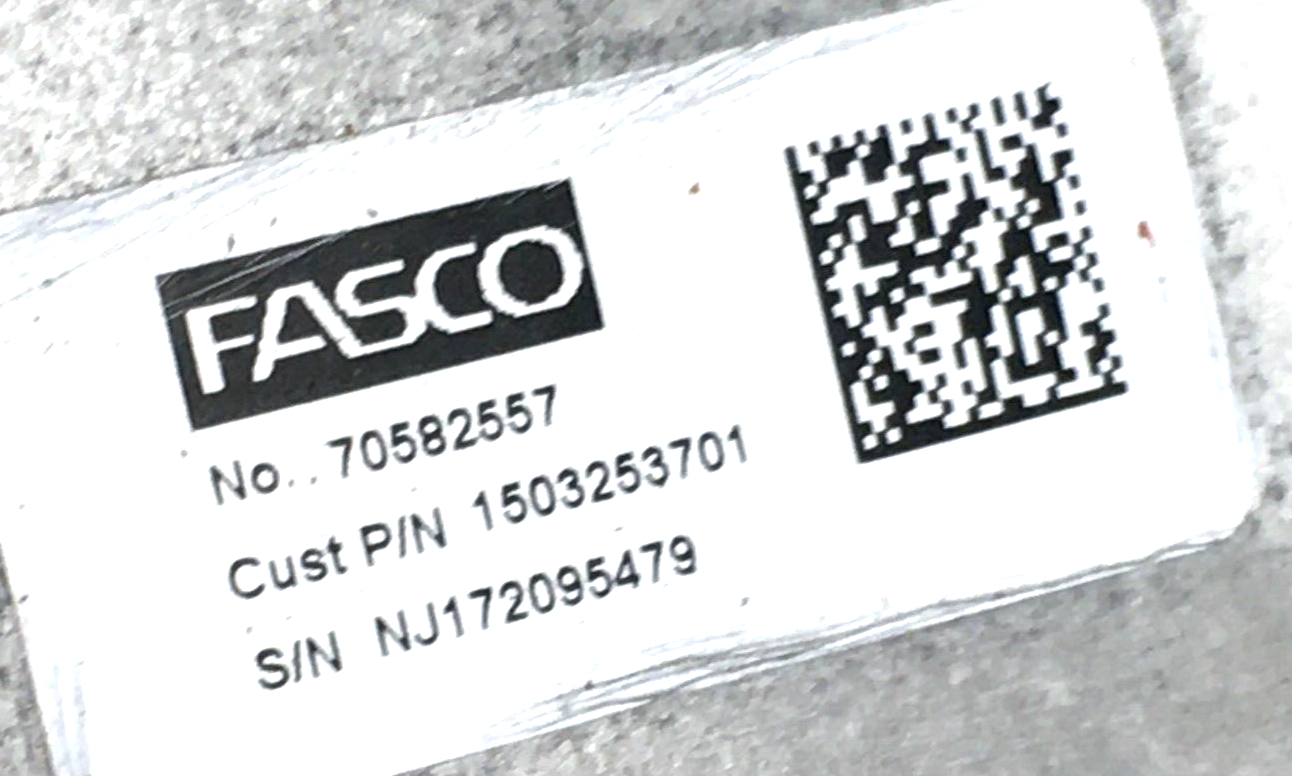 FASCO
No.. 70582557
Cust P/N 1503253701
S/N NJ172095479